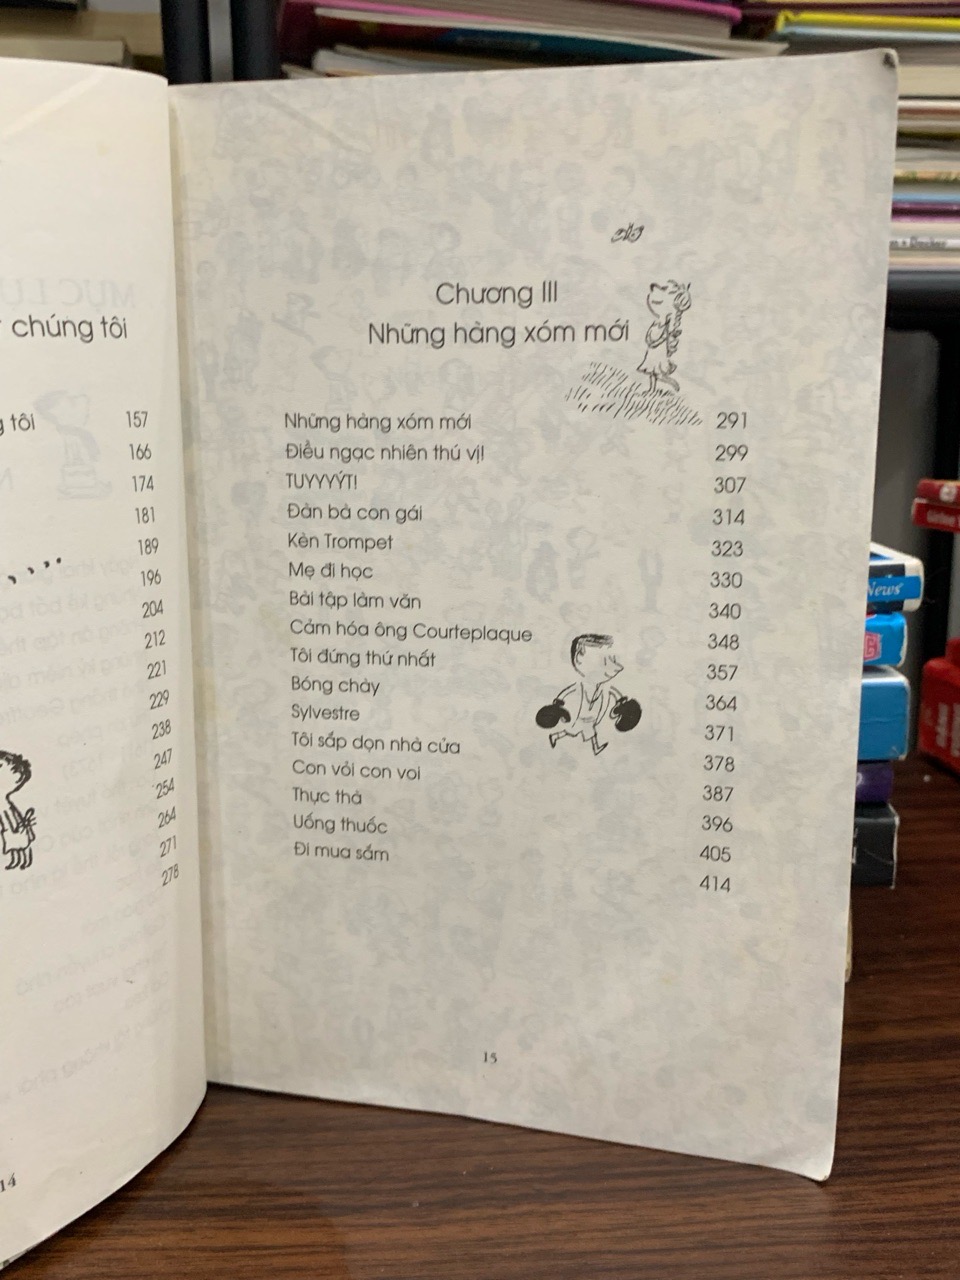 chúng tôi
tôi 157
166
174
181
189
196
204
212
221
229
238
247
254
264
271
278
14
Chương III
Những hàng xóm mới
Những hàng xóm mới 291
Điều ngạc nhiên thú vị! 299
TUYYYÝT! 307
Đàn bà con gái 314
Kèn Trompet 323
Mẹ đi học 330
Bài tập làm văn 340
Cảm hóa ông Courteplaque 348
Tôi đứng thứ nhất 357
Bóng chày 364
Sylvestre 371
Tôi sắp dọn nhà cửa 378
Con vỏi con voi 387
Thực thà 396
Uống thuốc 405
Đi mua sắm 414
15
News